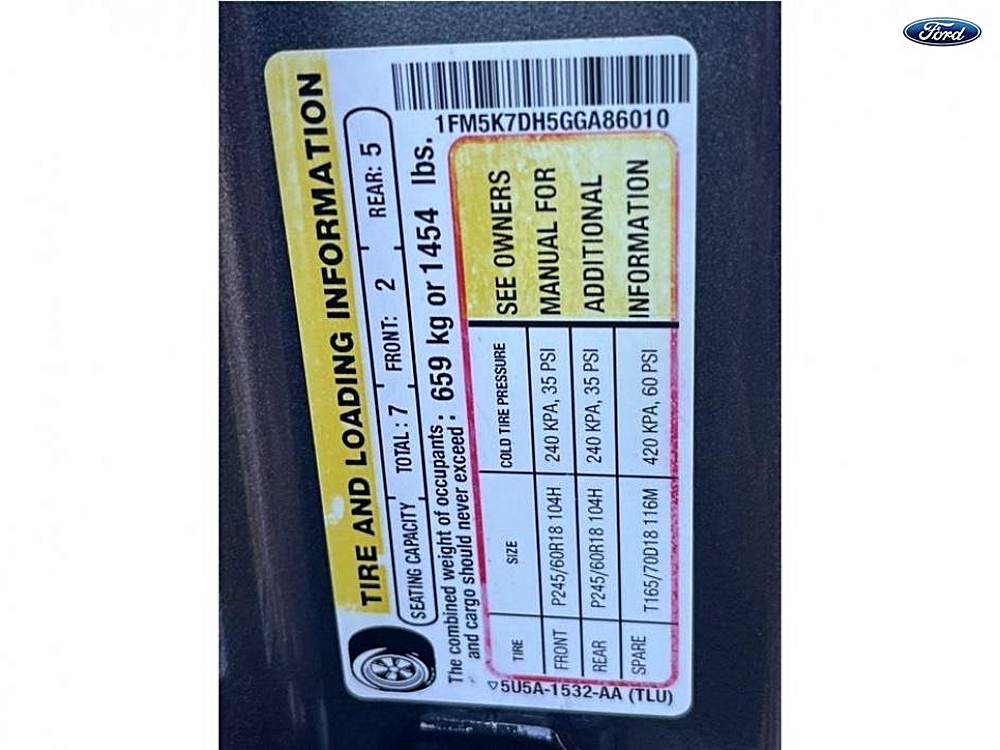 Ford
TIRE AND LOADING INFORMATION
SEATING CAPACITY TOTAL: 7 FRONT: 2 REAR: 5
The combined weight of occupants and cargo should never exceed: 659 kg or 1454 lbs.
1FM5K7DH5GGA86010
TIRE SIZE COLD TIRE PRESSURE
FRONT P245/60R18 104H 240 KPA, 35 PSI
REAR P245/60R18 104H 240 KPA, 35 PSI
SPARE T165/70D18 116M 420 KPA, 60 PSI
SEE OWNERS
MANUAL FOR
ADDITIONAL
INFORMATION
5U5A-1532-AA (TLU)